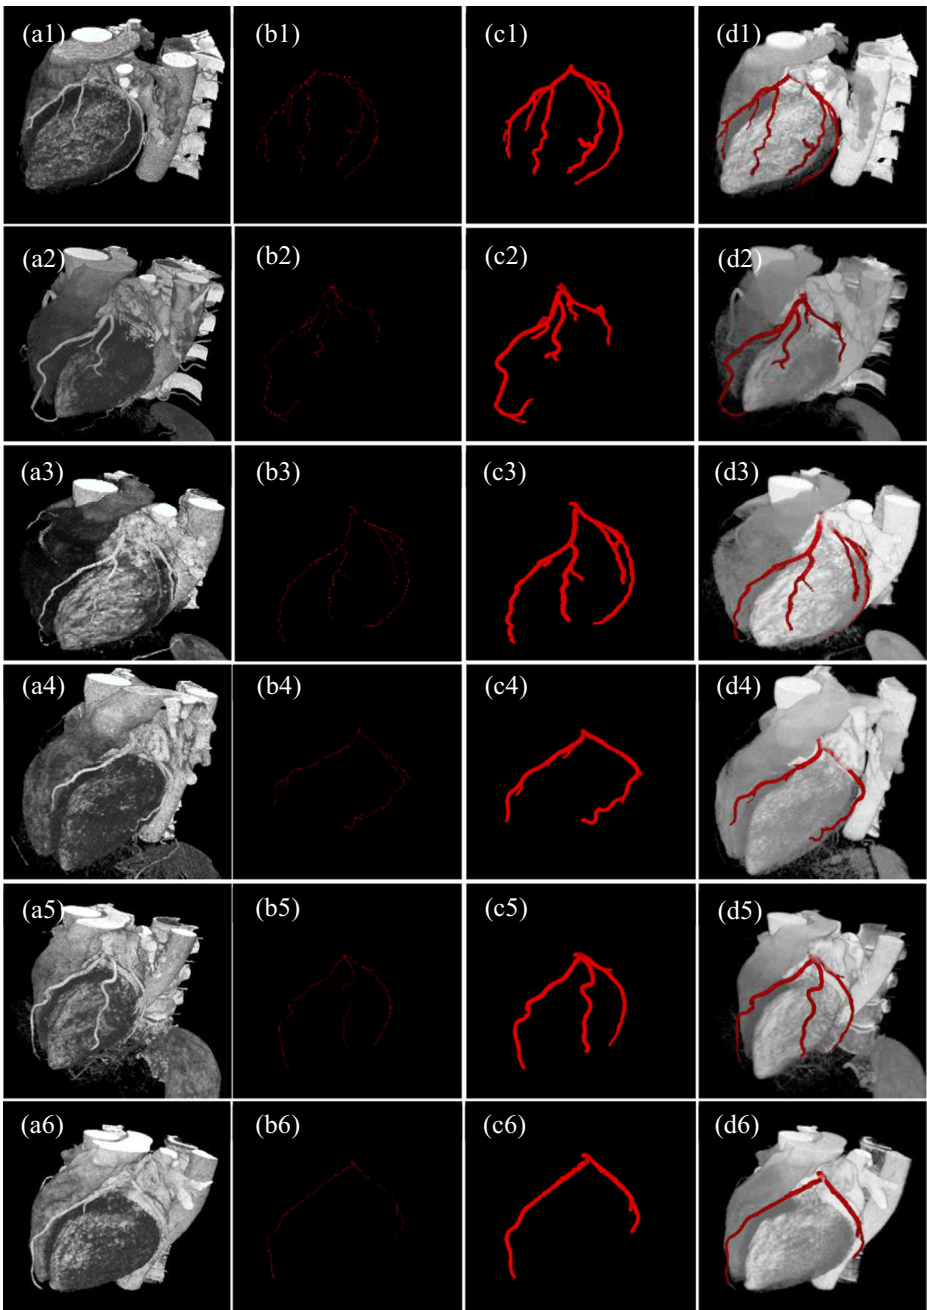 (a1) (b1) (c1) (d1)
(a2) (b2) (c2) (d2)
(a3) (b3) (c3) (d3)
(a4) (b4) (c4) (d4)
(a5) (b5) (c5) (d5)
(a6) (b6) (c6) (d6)